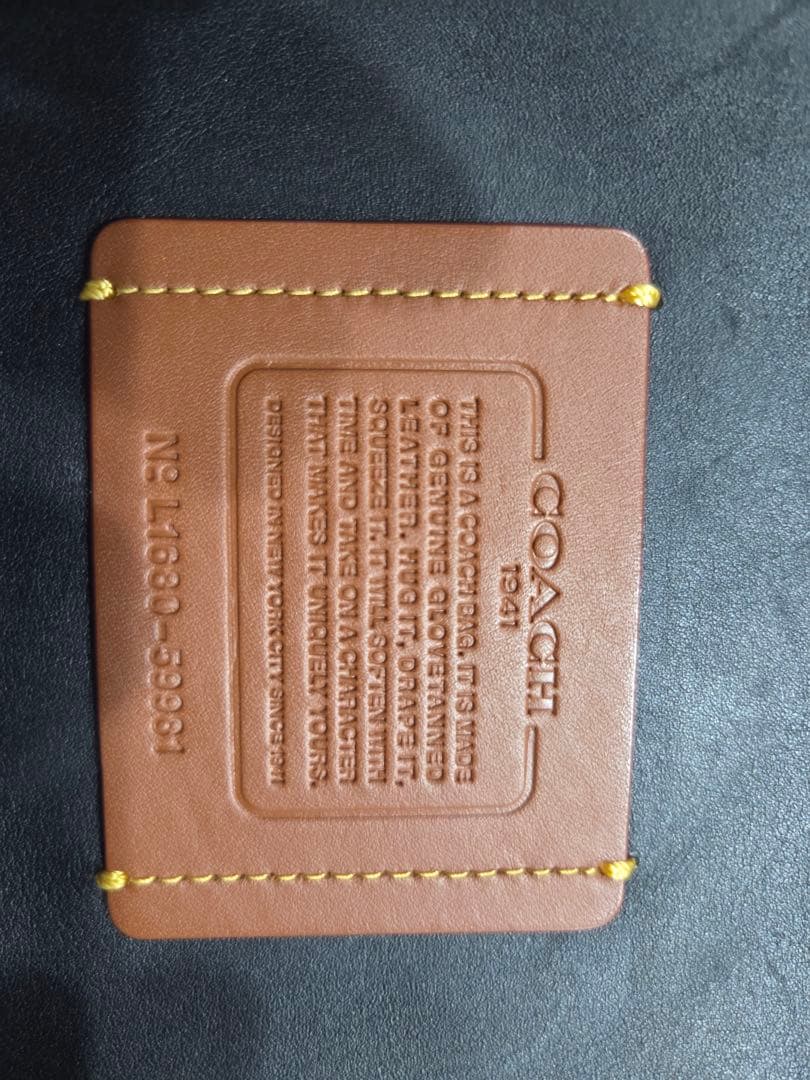 COACH
1941
THIS IS A COACH BAG. IT IS MADE
OF GENUINE GLOVETANNED
LEATHER. HUG IT, DRAPE IT,
SQUEEZE IT. IT WILL SOFTEN WITH
TIME AND TAKE ON A CHARACTER
THAT MAKES IT UNIQUELY YOURS.
DESIGNED IN NEW YORK CITY SINCE 1941
Nº L1680-59981